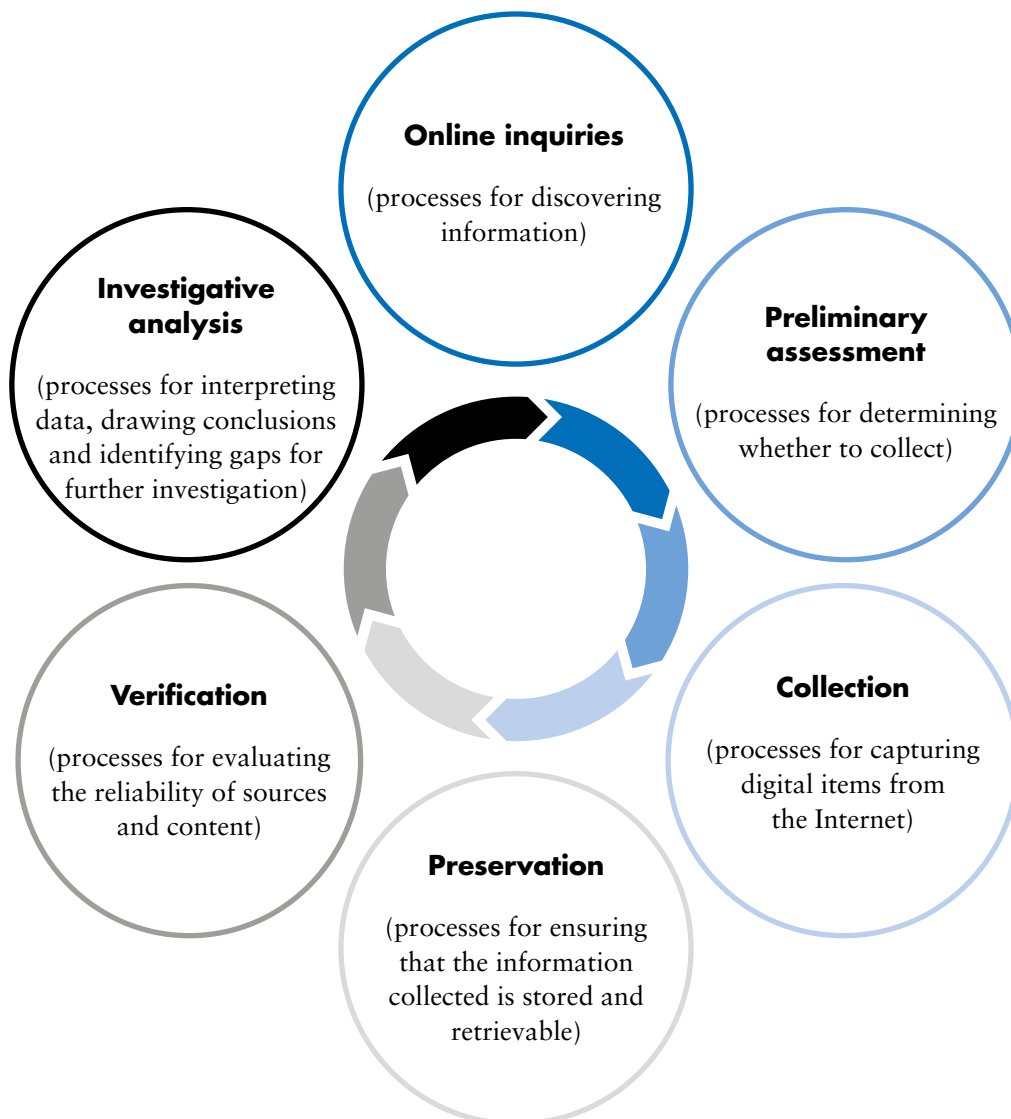 Online inquiries
(processes for discovering
information)
Preliminary
assessment
(processes for determining
whether to collect)
Collection
(processes for capturing
digital items from
the Internet)
Preservation
(processes for ensuring
that the information
collected is stored and
retrievable)
Verification
(processes for evaluating
the reliability of sources
and content)
Investigative
analysis
(processes for interpreting
data, drawing conclusions
and identifying gaps for
further investigation)